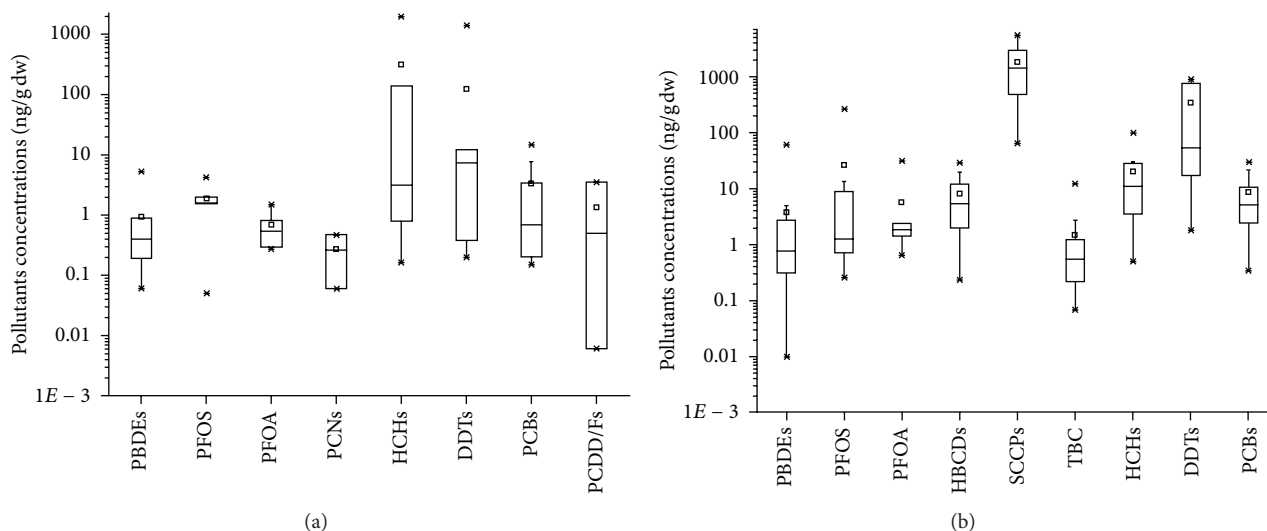 Pollutants concentrations (ng/g dw)
1000
100
10
1
0.1
0.01
1E − 3
PBDEs
PFOS
PFOA
PCNs
HCHs
DDTs
PCBs
PCDD/Fs
(a)
Pollutants concentrations (ng/g dw)
1000
100
10
1
0.1
0.01
1E − 3
PBDEs
PFOS
PFOA
HBCDs
SCCPs
TBC
HCHs
DDTs
PCBs
(b)